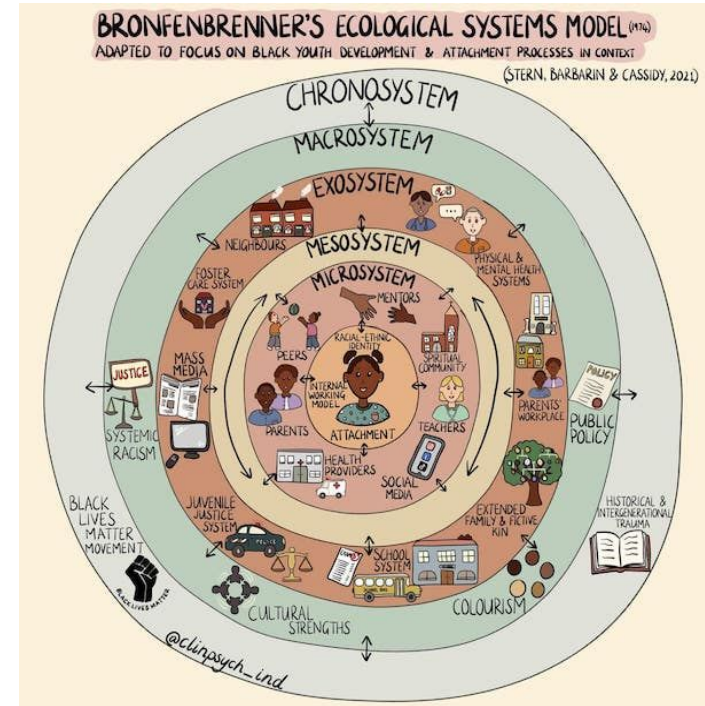 BRONFENBRENNER'S ECOLOGICAL SYSTEMS MODEL (1974)
ADAPTED TO FOCUS ON BLACK YOUTH DEVELOPMENT & ATTACHMENT PROCESSES IN CONTEXT
(STERN, BARBARIN & CASSIDY, 2021)
CHRONOSYSTEM
MACROSYSTEM
EXOSYSTEM
NEIGHBOURS
MESOSYSTEM
PHYSICAL &
MENTAL HEALTH
SYSTEMS
FOSTER
CARE SYSTEM
MICROSYSTEM
MENTORS
PEERS
RACIAL-ETHNIC
IDENTITY
SPIRITUAL
COMMUNITY
MASS
MEDIA
JUSTICE
SYSTEMIC
RACISM
INTERNAL
WORKING
MODEL
PARENTS
ATTACHMENT
TEACHERS
PARENTS'
WORKPLACE
POLICY
PUBLIC
POLICY
HEALTH
PROVIDERS
SOCIAL
MEDIA
BLACK
LIVES
MATTER
MOVEMENT
BLACK LIVES MATTER
JUVENILE
JUSTICE
SYSTEM
POLICE
SCHOOL
SYSTEM
EXTENDED
FAMILY & FICTIVE
KIN
HISTORICAL &
INTERGENERATIONAL
TRAUMA
CULTURAL
STRENGTHS
COLOURISM
@clinpsych_ind